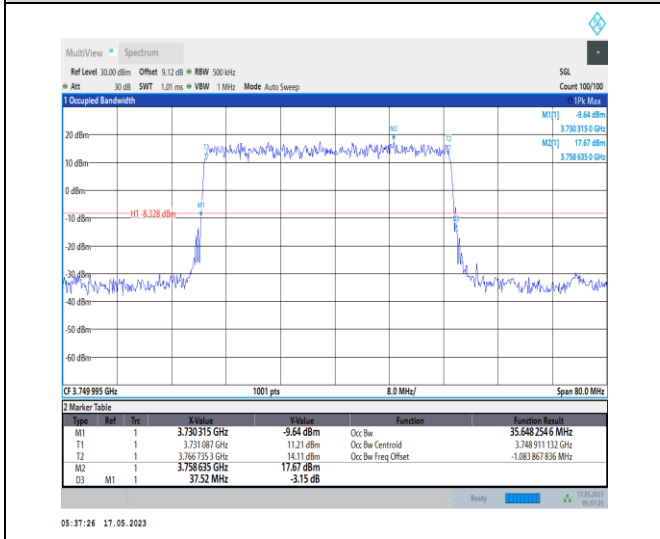 MultiView Spectrum
Ref Level 30.00 dBm Offset 9.12 dB RBW 500 kHz SGL
Att 30 dB SWT 1.01 ms VBW 1 MHz Mode Auto Sweep Count 100/100
1 Occupied Bandwidth 1Pk Max
M1[1] -9.64 dBm
3.730 315 0 GHz
M2[1] 17.67 dBm
3.758 635 0 GHz
20 dBm
10 dBm
0 dBm
-10 dBm
-20 dBm
-30 dBm
-40 dBm
-50 dBm
-60 dBm
H1 -8.328 dBm
M1
T1
M2
T2
D3
CF 3.749 995 GHz 1001 pts 8.0 MHz/ Span 80.0 MHz
2 Marker Table
Type Ref Trc X-Value Y-Value Function Function Result
M1 1 3.730 315 GHz -9.64 dBm Occ Bw 35.648 254 6 MHz
T1 1 3.731 087 GHz 11.21 dBm Occ Bw Centroid 3.748 911 132 GHz
T2 1 3.766 735 3 GHz 14.11 dBm Occ Bw Freq Offset -1.083 867 836 MHz
M2 1 3.758 635 GHz 17.67 dBm
D3 M1 1 37.52 MHz -3.15 dB
Ready 17.05.2023
05:37:25
05:37:26 17.05.2023